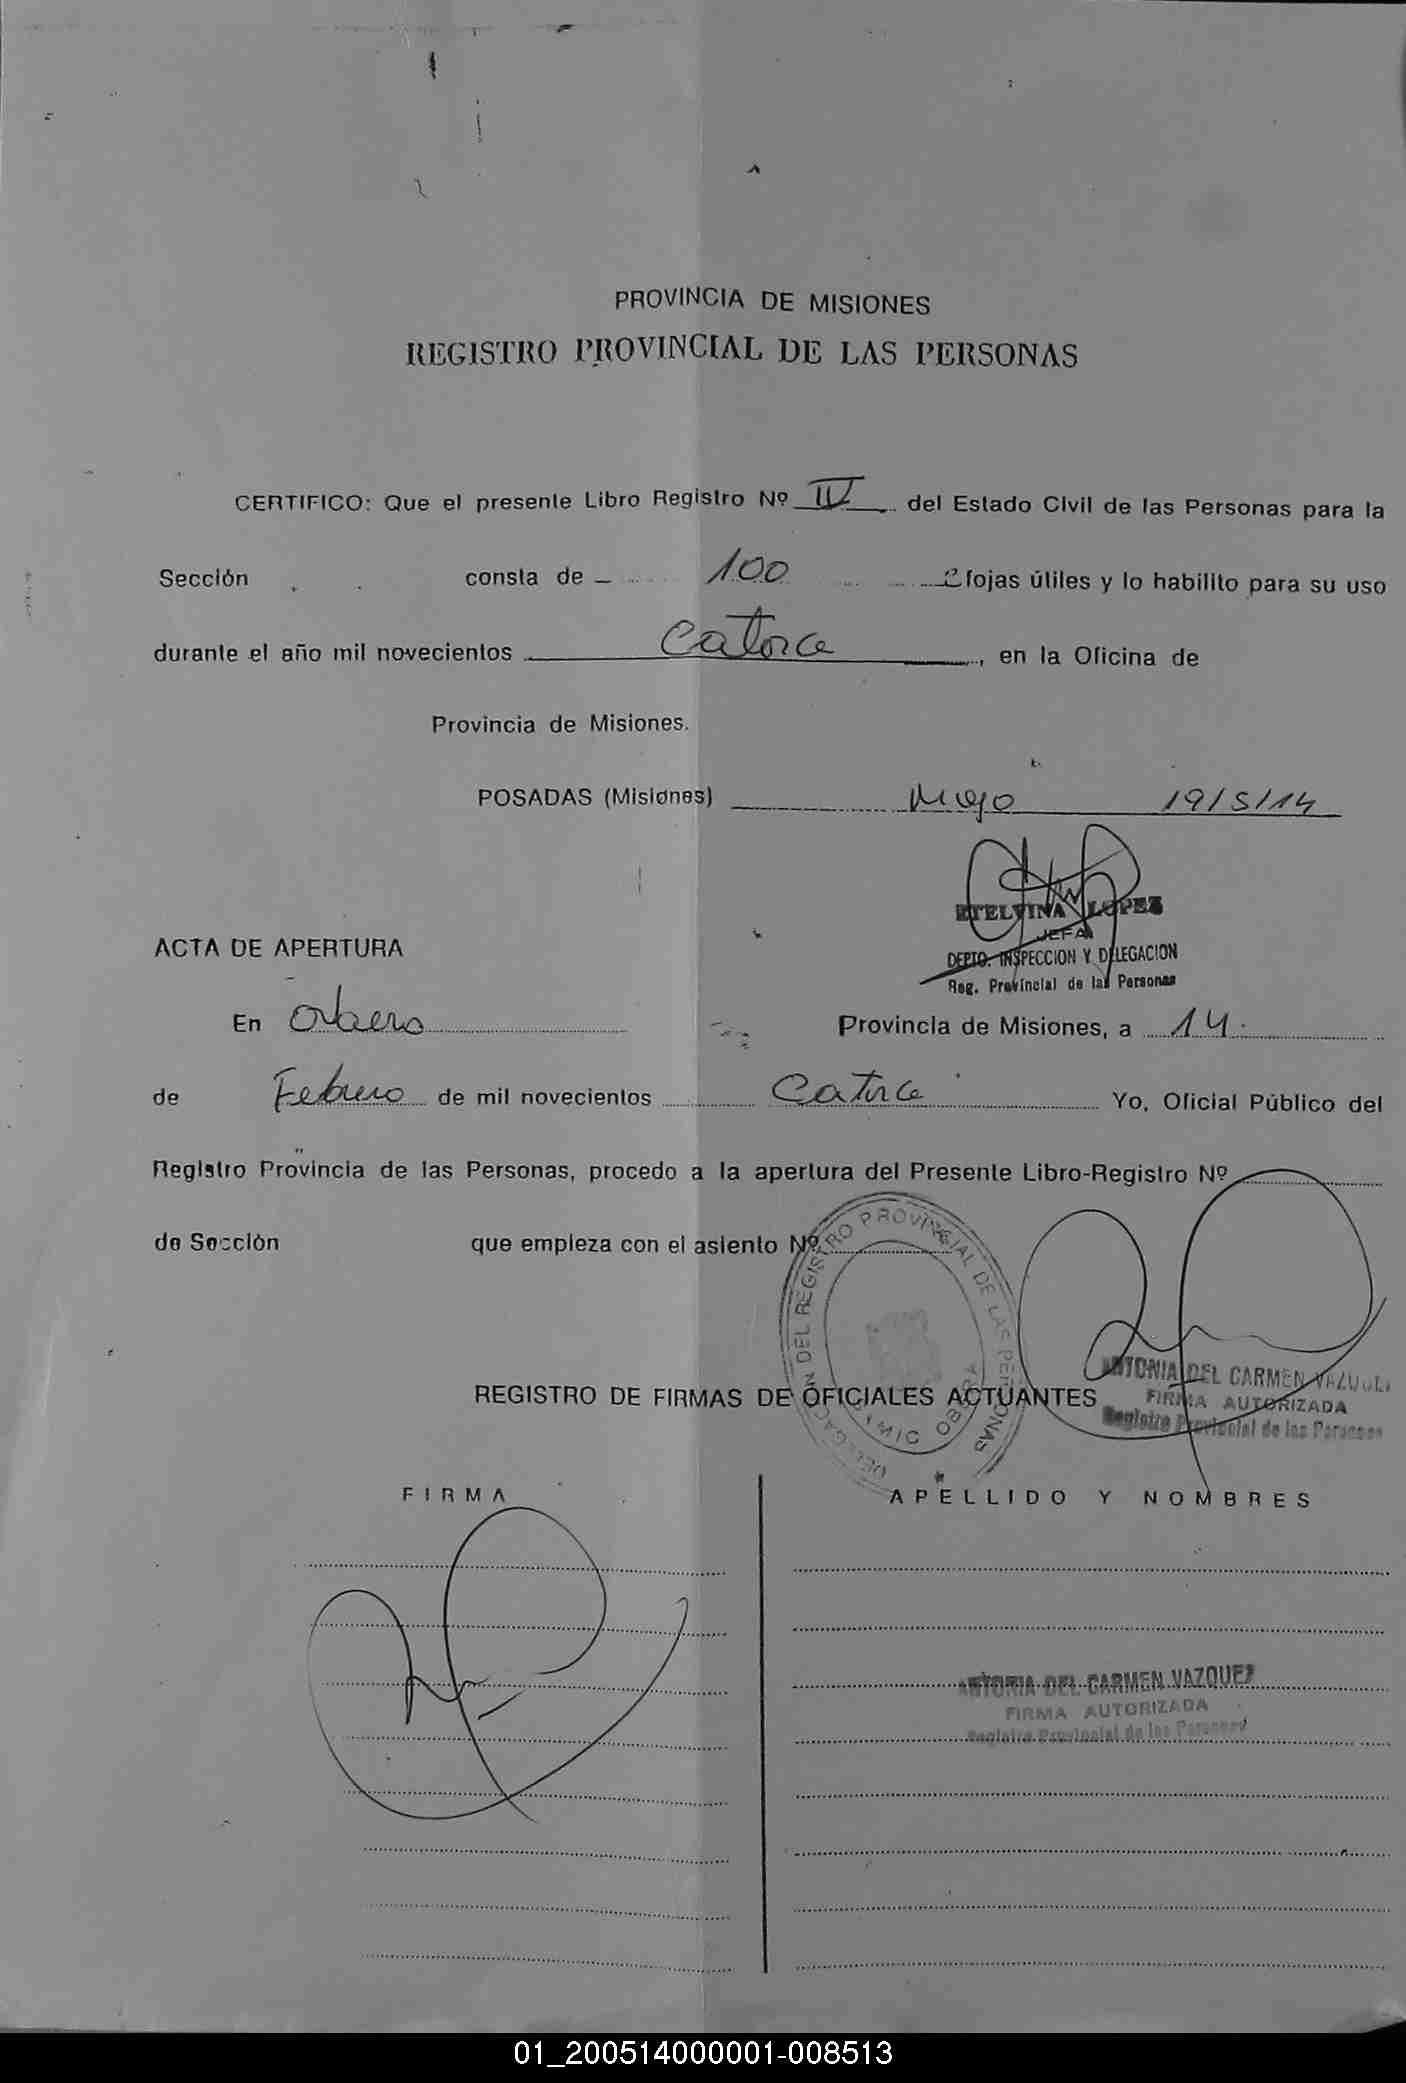 PROVINCIA DE MISIONES
REGISTRO PROVINCIAL DE LAS PERSONAS
CERTIFICO: Que el presente Libro Registro Nº IV del Estado Civil de las Personas para la
Sección consta de 100 fojas útiles y lo habilito para su uso
durante el año mil novecientos Catorce, en la Oficina de
Provincia de Misiones.
POSADAS (Misiones) Mayo 19/5/14
ETELVINA LOPEZ
JEFA
DEPTO. INSPECCION Y DELEGACION
Reg. Provincial de las Personas
ACTA DE APERTURA
En Provincia de Misiones, a 14
de Febrero de mil novecientos Catorce Yo, Oficial Público del
Registro Provincia de las Personas, procedo a la apertura del Presente Libro-Registro Nº
de Sección que empieza con el asiento Nº
DELEGACION DEL REGISTRO PROVINCIAL DE LAS PERSONAS
ANTONIA DEL CARMEN VAZQUEZ
FIRMA AUTORIZADA
Registro Provincial de las Personas
REGISTRO DE FIRMAS DE OFICIALES ACTUANTES
FIRMA APELLIDO Y NOMBRES
ANTONIA DEL CARMEN VAZQUEZ
FIRMA AUTORIZADA
Registro Provincial de las Personas
01_200514000001-008513